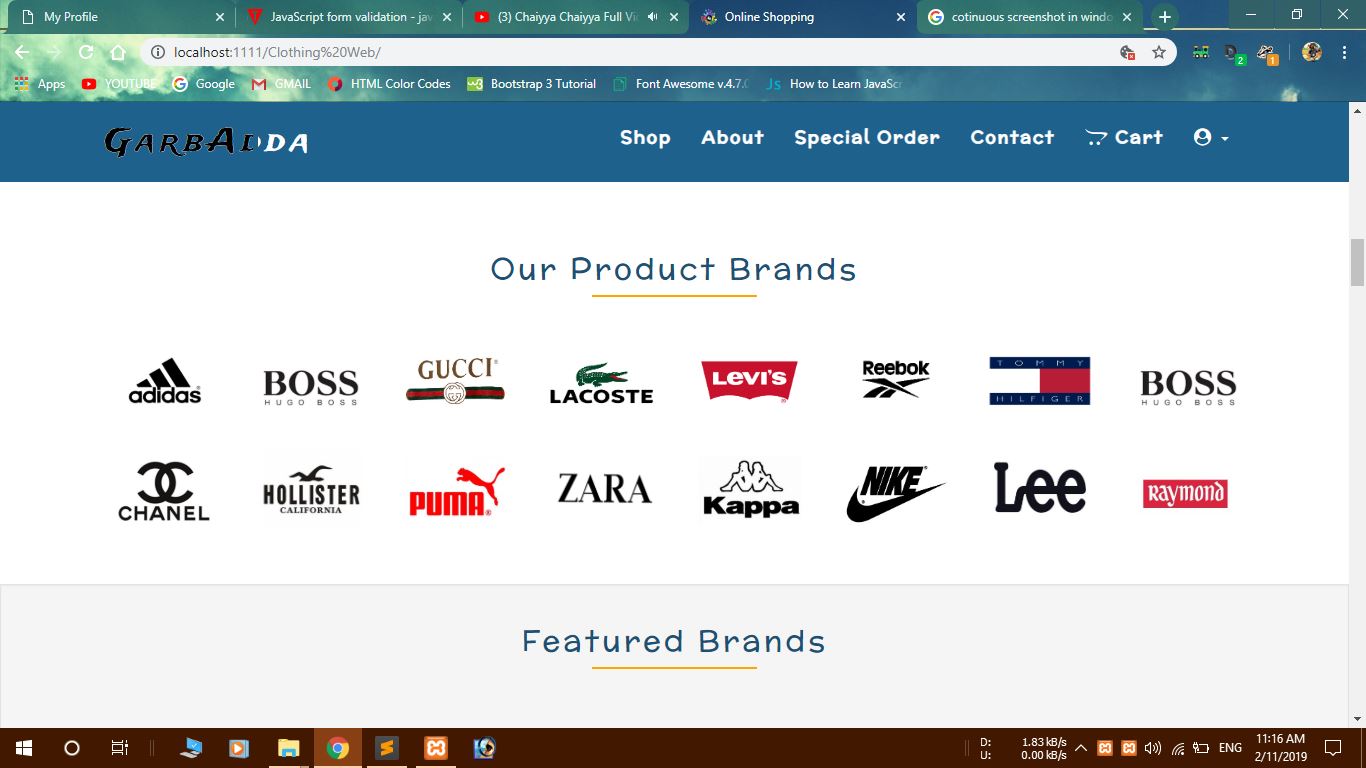 My Profile
JavaScript form validation - jav
(3) Chaiyya Chaiyya Full Vid
Online Shopping
cotinuous screenshot in windo
localhost:1111/Clothing%20Web/
2
1
Apps
YOUTUBE
Google
GMAIL
HTML Color Codes
Bootstrap 3 Tutorial
Font Awesome v.4.7.0
How to Learn JavaScr
Shop
About
Special Order
Contact
Cart
Our Product Brands
adidas
BOSS
HUGO BOSS
GUCCI
LACOSTE
LEVI'S
Reebok
TOMMY
HILFIGER
BOSS
HUGO BOSS
CHANEL
HOLLISTER
CALIFORNIA
PUMA
ZARA
Kappa
NIKE
Lee
RAYMOND
Featured Brands
D: 1.83 kB/s
U: 0.00 kB/s
ENG
11:16 AM
2/11/2019